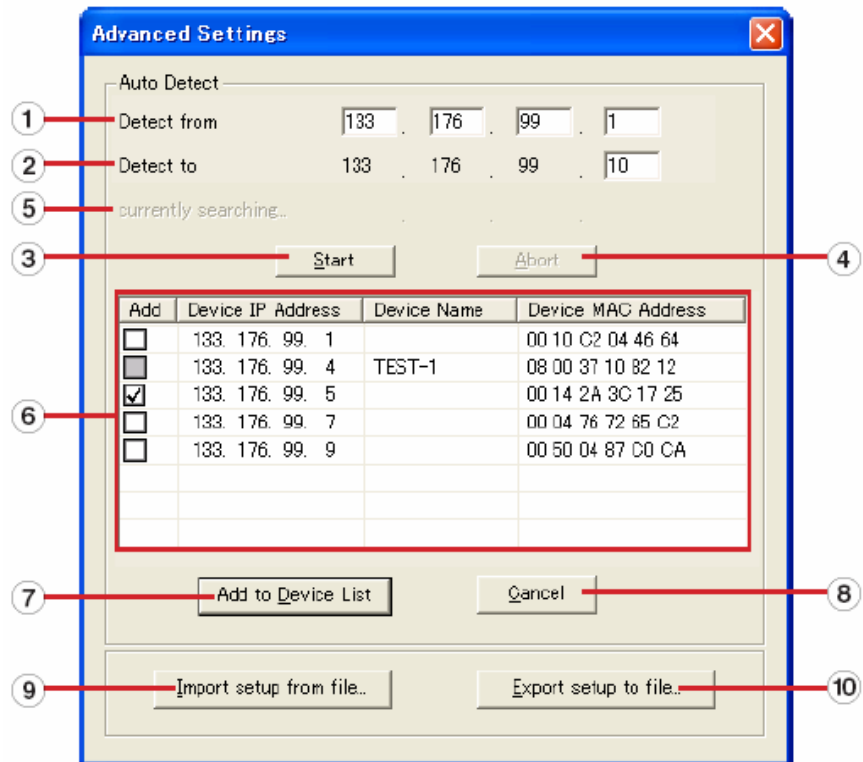 Advanced Settings
Auto Detect
1 Detect from 133 . 176 . 99 . 1
2 Detect to 133 . 176 . 99 . 10
5 currently searching.. . . .
3 Start Abort 4
Add Device IP Address Device Name Device MAC Address
133. 176. 99. 1 00 10 C2 04 46 64
133. 176. 99. 4 TEST-1 08 00 37 10 82 12
133. 176. 99. 5 00 14 2A 3C 17 25
6
133. 176. 99. 7 00 04 76 72 65 C2
133. 176. 99. 9 00 50 04 87 C0 CA
7 Add to Device List Cancel 8
9 Import setup from file.. Export setup to file.. 10